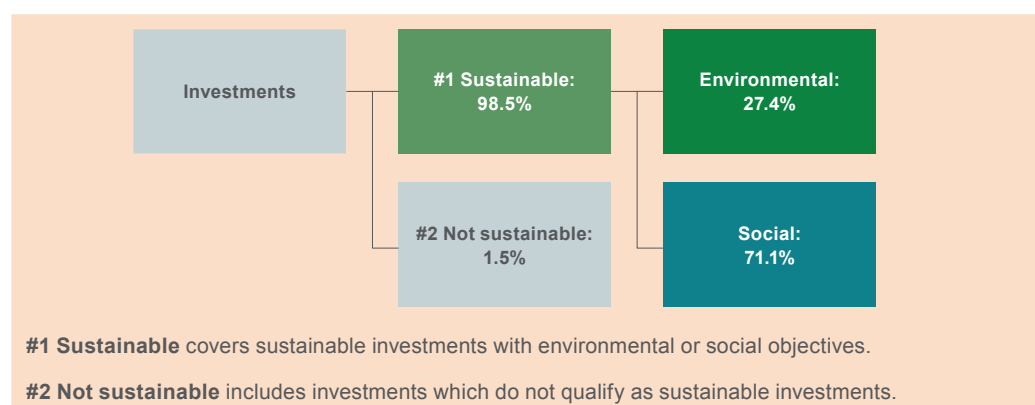 Investments
#1 Sustainable:
98.5%
Environmental:
27.4%
#2 Not sustainable:
1.5%
Social:
71.1%
#1 Sustainable covers sustainable investments with environmental or social objectives.
#2 Not sustainable includes investments which do not qualify as sustainable investments.